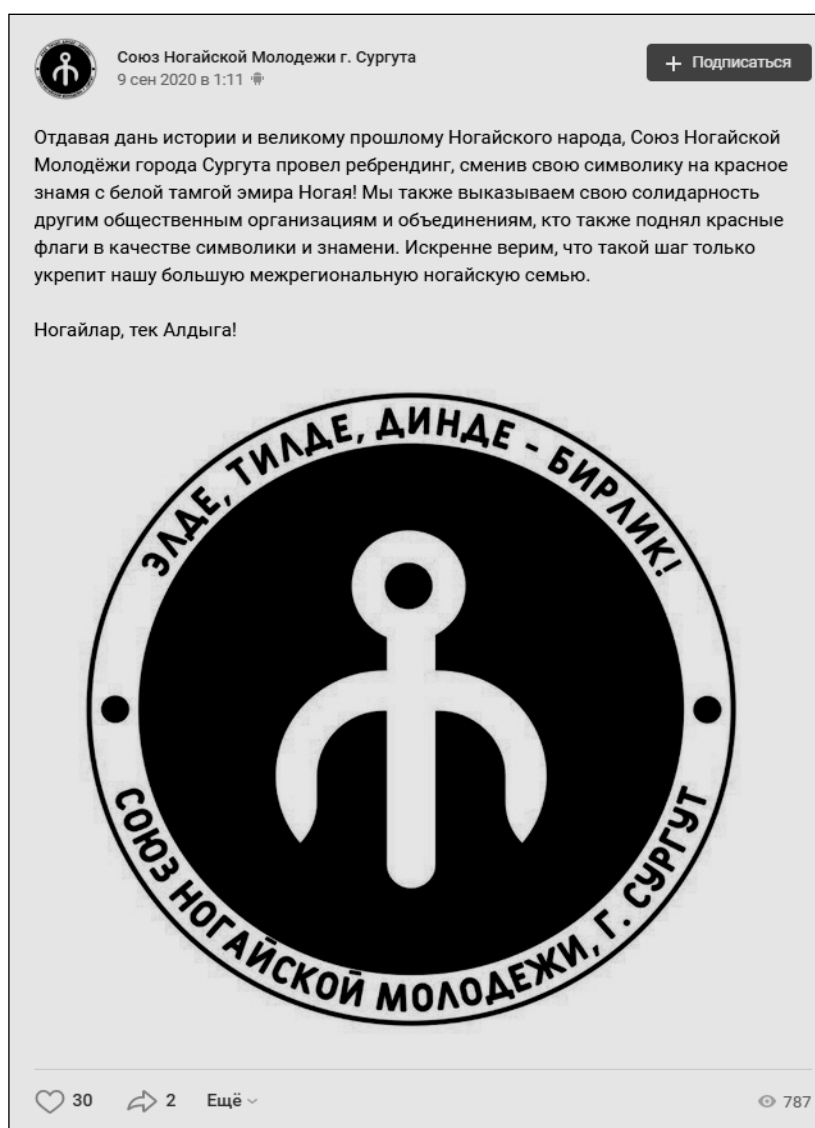 Союз Ногайской Молодежи г. Сургута
9 сен 2020 в 1:11
+ Подписаться
Отдавая дань истории и великому прошлому Ногайского народа, Союз Ногайской
Молодёжи города Сургута провел ребрендинг, сменив свою символику на красное
знамя с белой тамгой эмира Ногая! Мы также выказываем свою солидарность
другим общественным организациям и объединениям, кто также поднял красные
флаги в качестве символики и знамени. Искренне верим, что такой шаг только
укрепит нашу большую межрегиональную ногайскую семью.
Ногайлар, тек Алдыга!
ЭЛДЕ, ТИЛДЕ, ДИНДЕ - БИРЛИК!
СОЮЗ НОГАЙСКОЙ МОЛОДЕЖИ, Г. СУРГУТ
30 2 Ещё 787